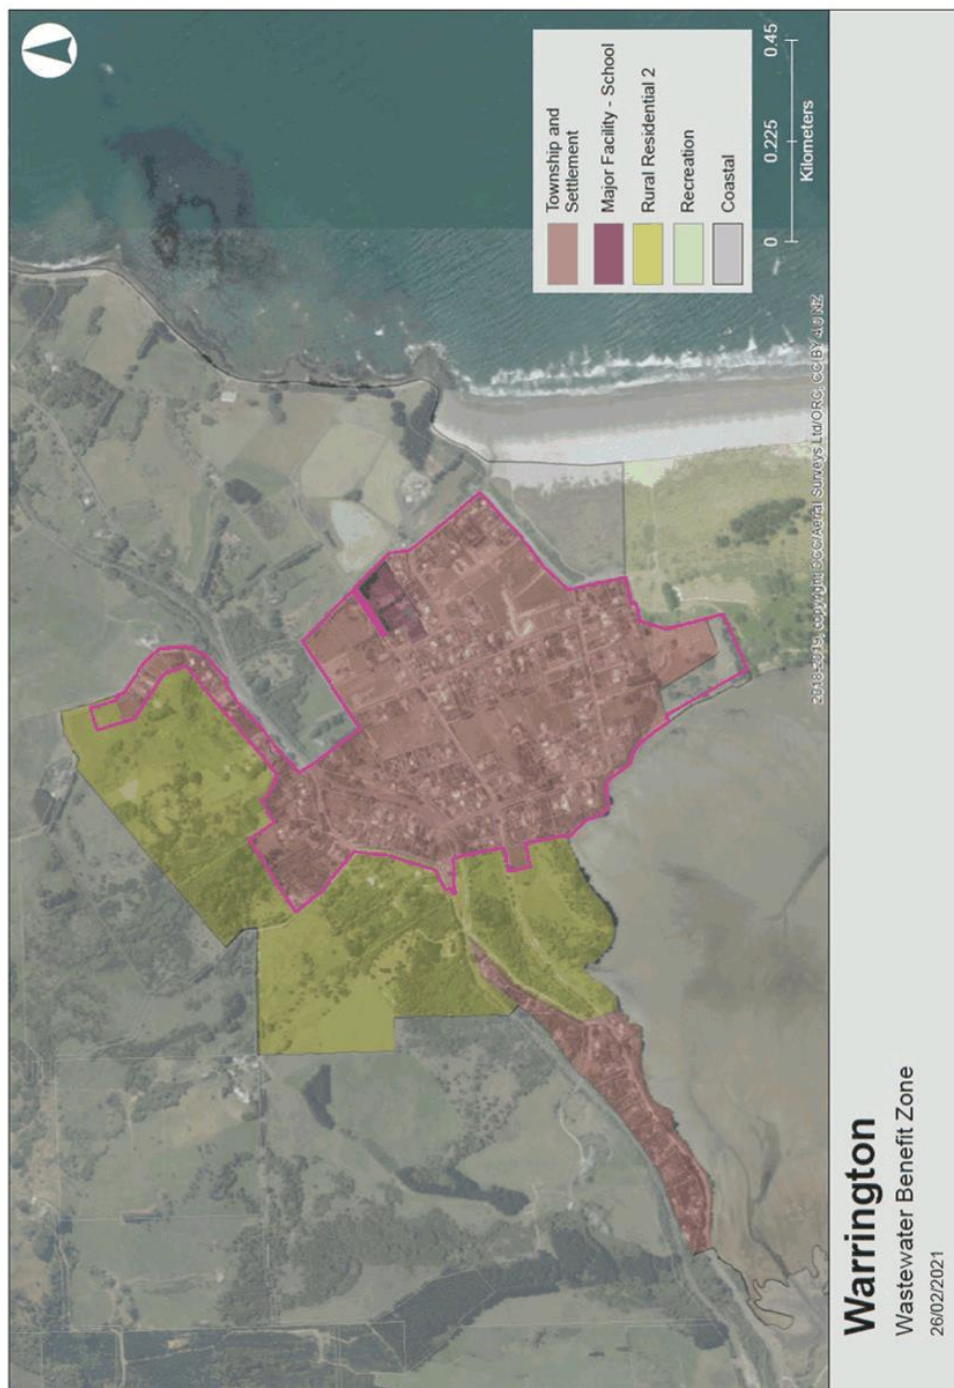 Township and
Settlement
Major Facility - School
Rural Residential 2
Recreation
Coastal
0 0.225 0.45
Kilometers
2018-2019, copyright DCC/Aerial Surveys Ltd/ORC, CC BY 4.0 NZ
Warrington
Wastewater Benefit Zone
26/02/2021